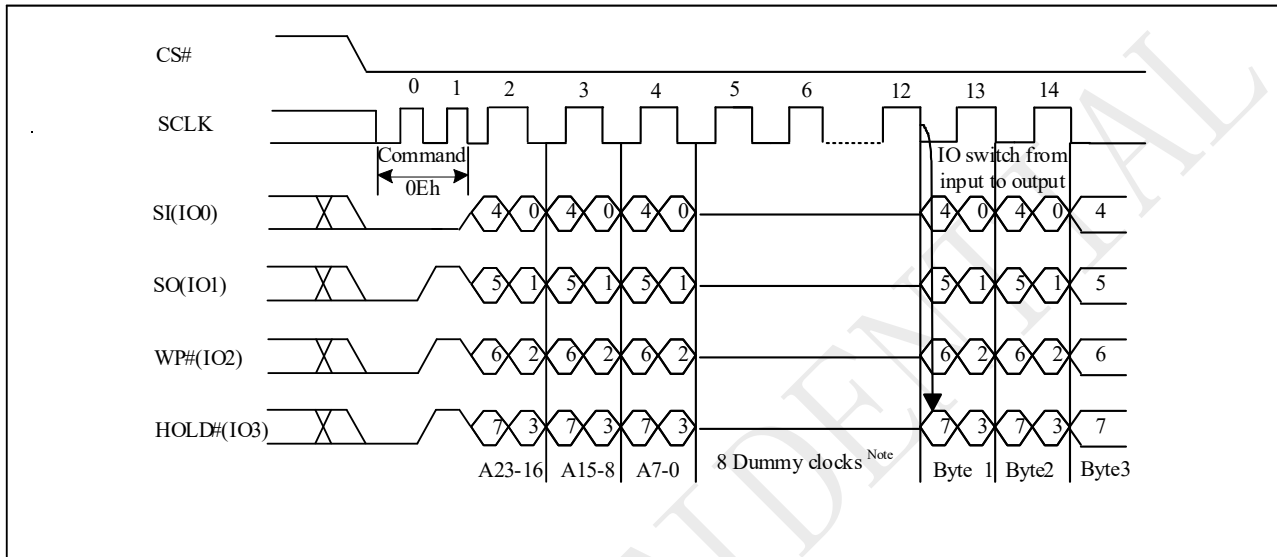 CS#
0 1 2 3 4 5 6 12 13 14
SCLK
Command
0Eh
IO switch from
input to output
SI(IO0) 4 0 4 0 4 0 4 0 4 0 4
SO(IO1) 5 1 5 1 5 1 5 1 5 1 5
WP#(IO2) 6 2 6 2 6 2 6 2 6 2 6
HOLD#(IO3) 7 3 7 3 7 3 7 3 7 3 7
A23-16 A15-8 A7-0 8 Dummy clocks Note Byte 1 Byte2 Byte3
ENITAL